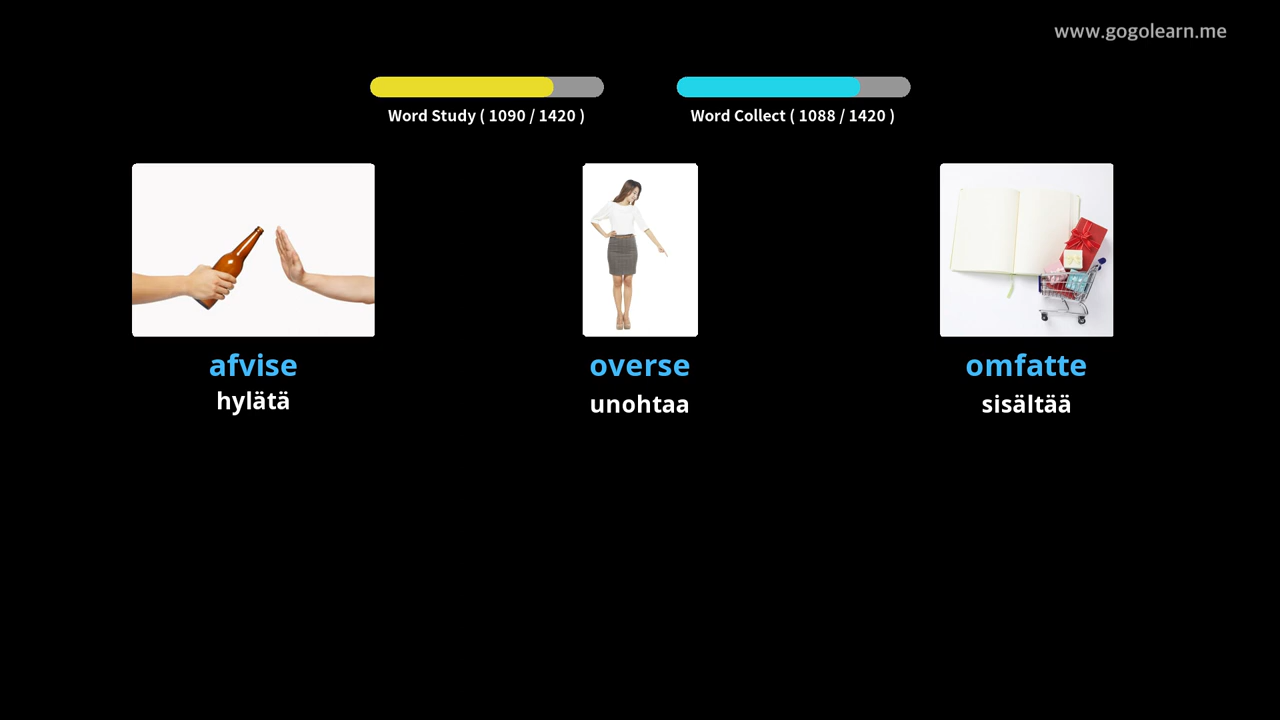 www.gogolearn.me
Word Study ( 1090 / 1420 )
Word Collect ( 1088 / 1420 )
afvise
hylätä
overse
unohtaa
omfatte
sisältää